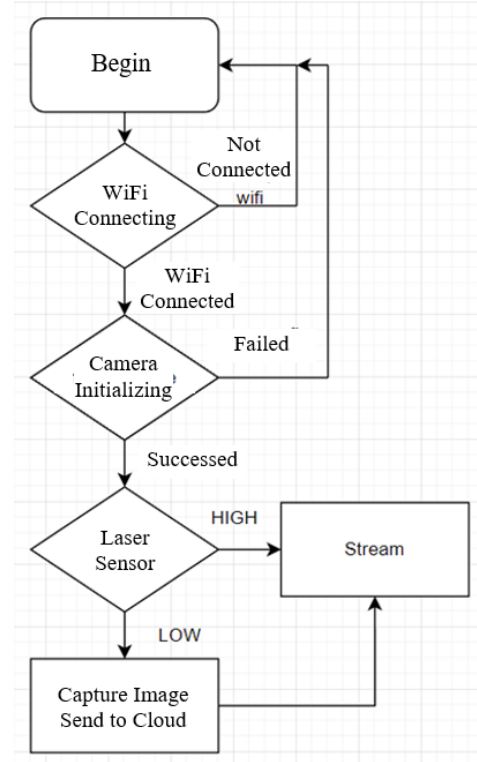 Begin
Not
Connected
wifi
WiFi
Connecting
WiFi
Connected
Failed
Camera
Initializing
Successed
HIGH
Laser
Sensor
Stream
LOW
Capture Image
Send to Cloud